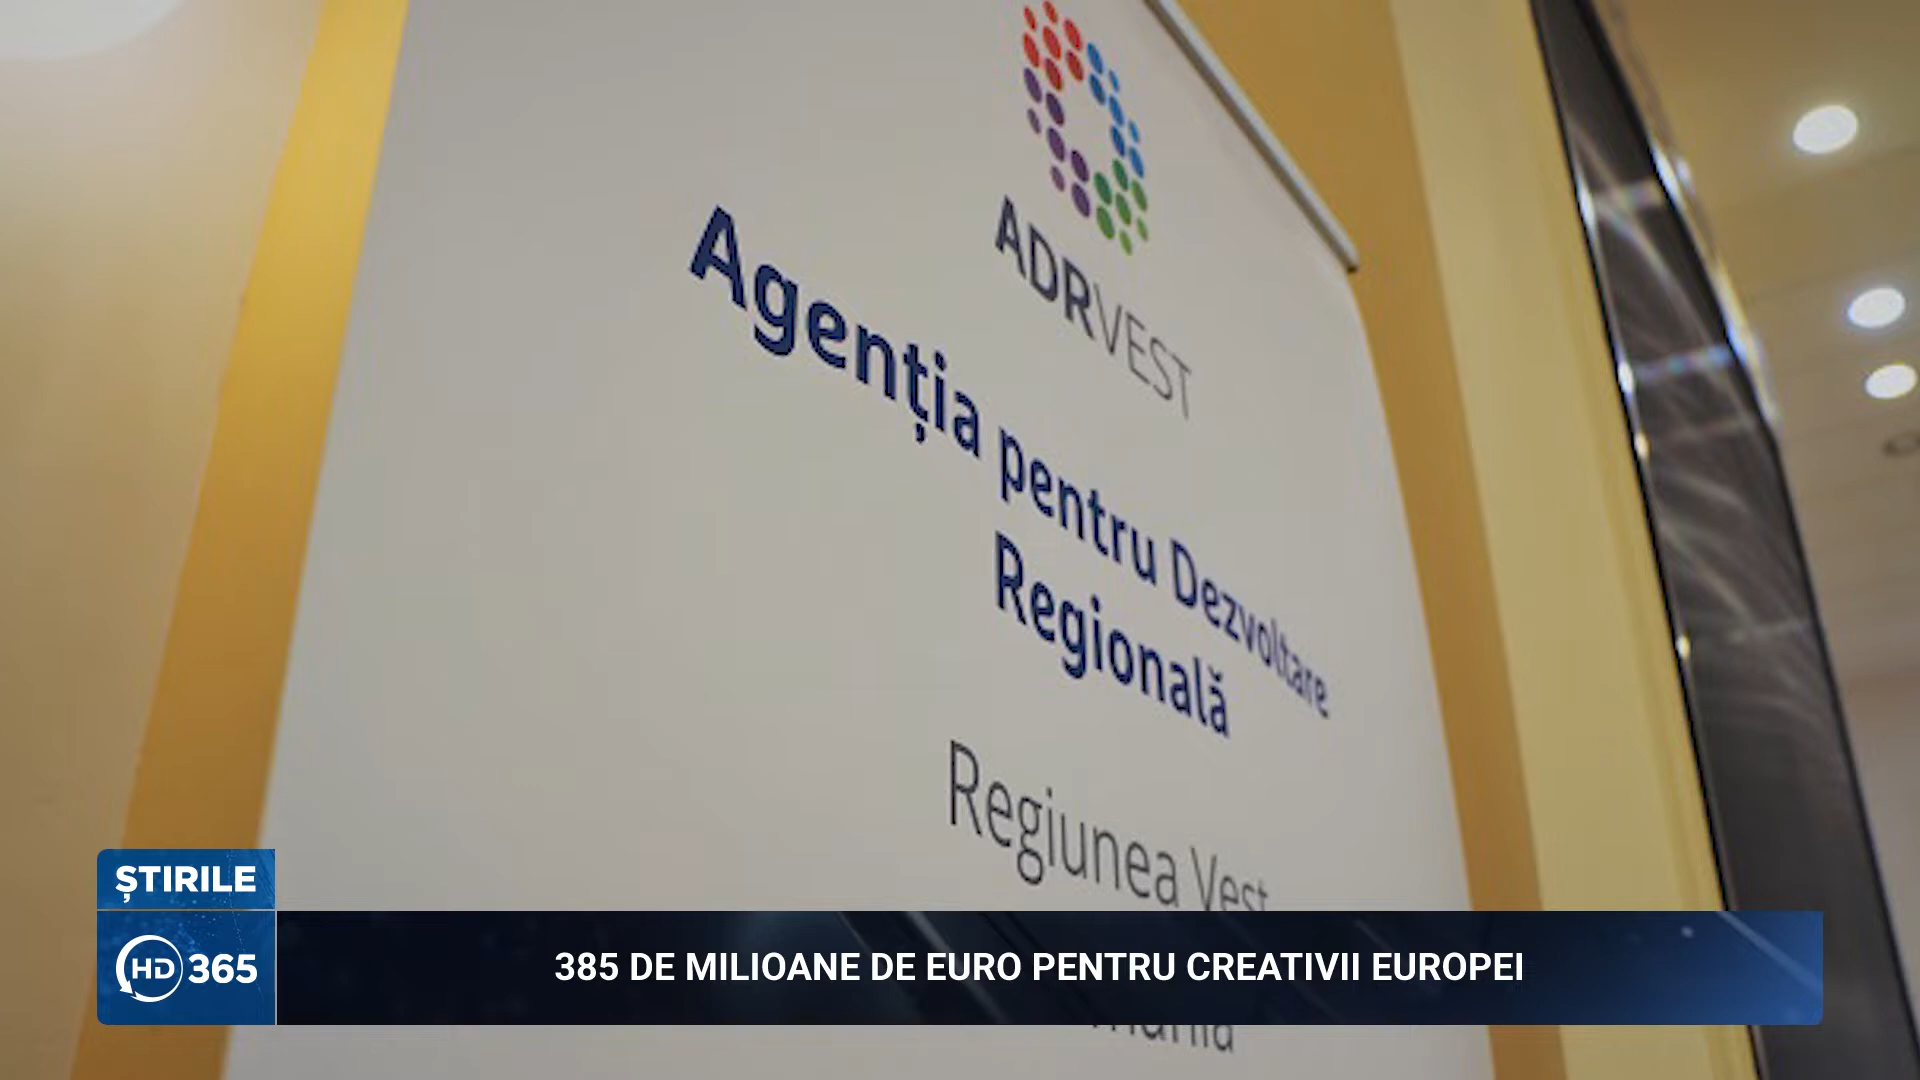 ADRVEST
Agenția pentru Dezvoltare
Regională
Regiunea Vest
ȘTIRILE
HD 365
385 DE MILIOANE DE EURO PENTRU CREATIVII EUROPEI